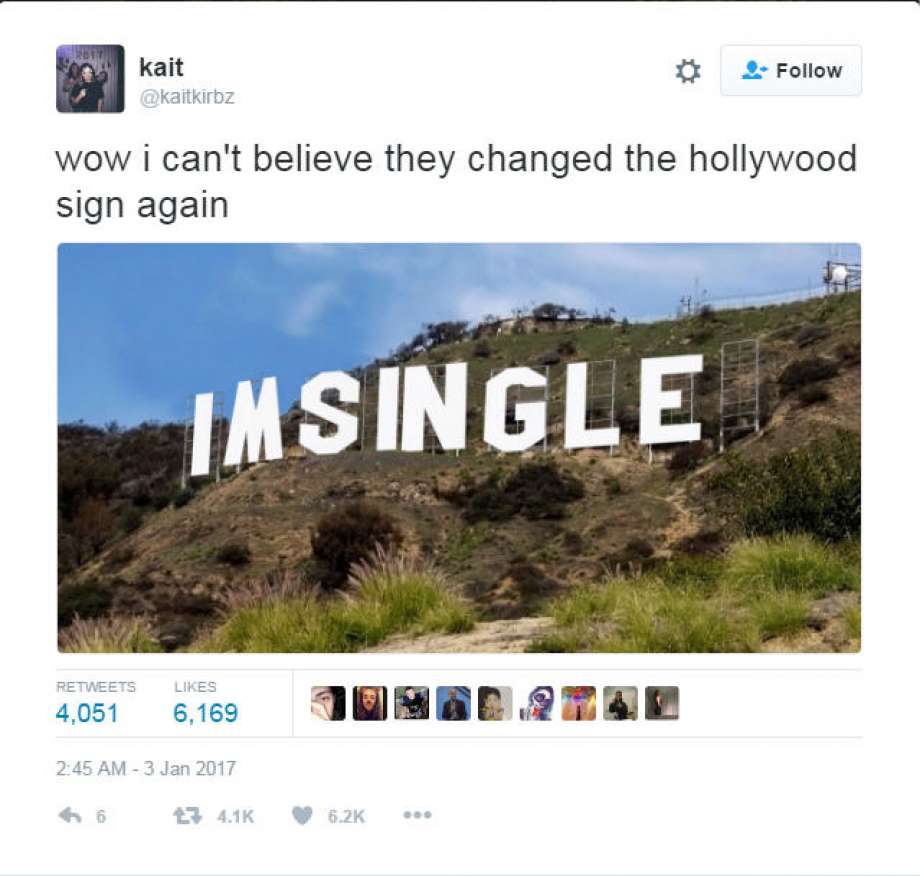 kait
@kaitkirbz
Follow
wow i can't believe they changed the hollywood
sign again
IMSINGLE
RETWEETS LIKES
4,051 6,169
2:45 AM - 3 Jan 2017
6 4.1K 6.2K